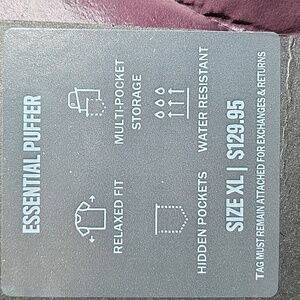 ESSENTIAL PUFFER
RELAXED FIT
MULTI-POCKET
STORAGE
HIDDEN POCKETS
WATER RESISTANT
SIZE XL | $129.95
TAG MUST REMAIN ATTACHED FOR EXCHANGES & RETURNS